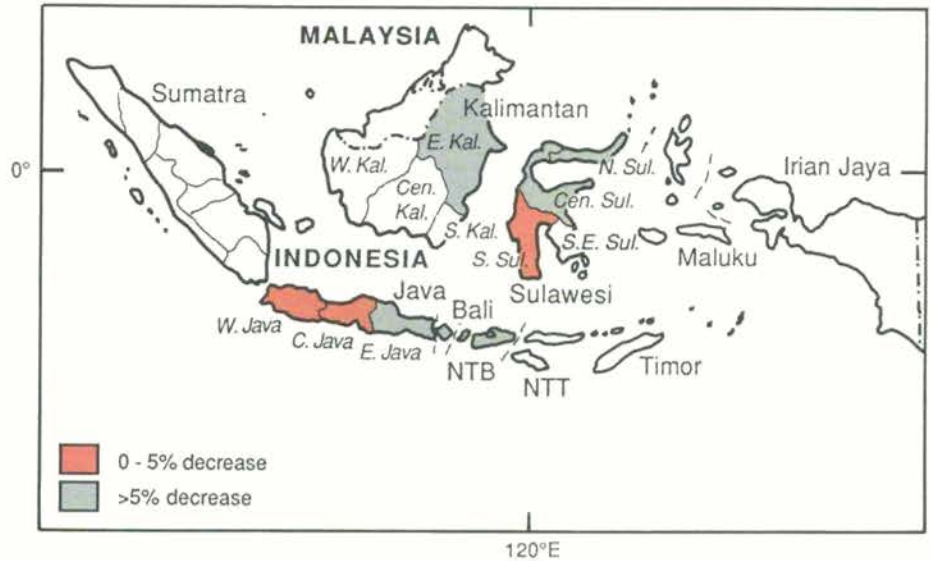 MALAYSIA
Sumatra
Kalimantan
E. Kal.
W. Kal.
N. Sul.
Irian Jaya
0°
Cen.
Kal.
Cen. Sul.
S. Kal.
S.E. Sul.
INDONESIA
S. Sul.
Maluku
Java
Sulawesi
Bali
W. Java
C. Java
E. Java
NTB
NTT
Timor
0 - 5% decrease
>5% decrease
120°E